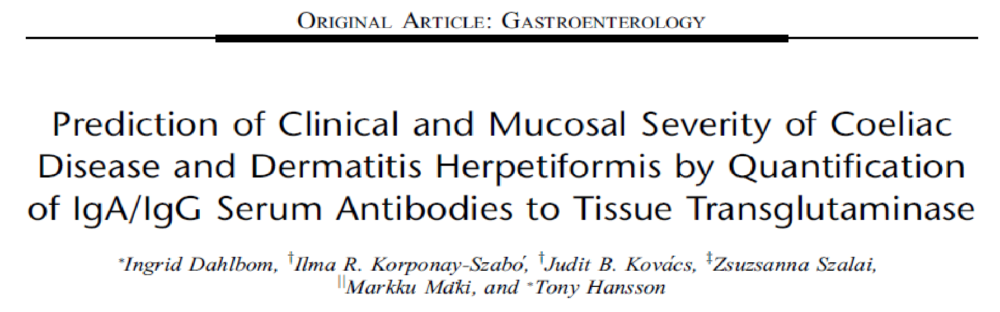 ORIGINAL ARTICLE: GASTROENTEROLOGY
Prediction of Clinical and Mucosal Severity of Coeliac
Disease and Dermatitis Herpetiformis by Quantification
of IgA/IgG Serum Antibodies to Tissue Transglutaminase
*Ingrid Dahlbom, †Ilma R. Korponay-Szabó, †Judit B. Kovács, ‡Zsuzsanna Szalai,
||Markku Mäki, and *Tony Hansson